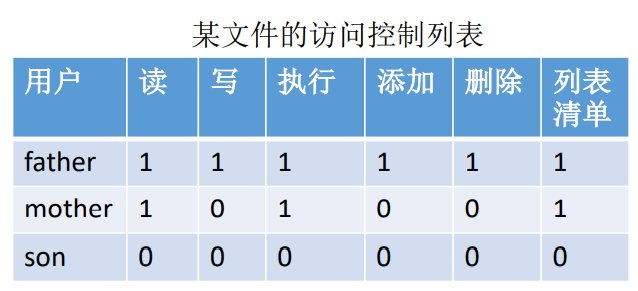 某文件的访问控制列表
用户 读 写 执行 添加 删除 列表清单
father 1 1 1 1 1 1
mother 1 0 1 0 0 1
son 0 0 0 0 0 0